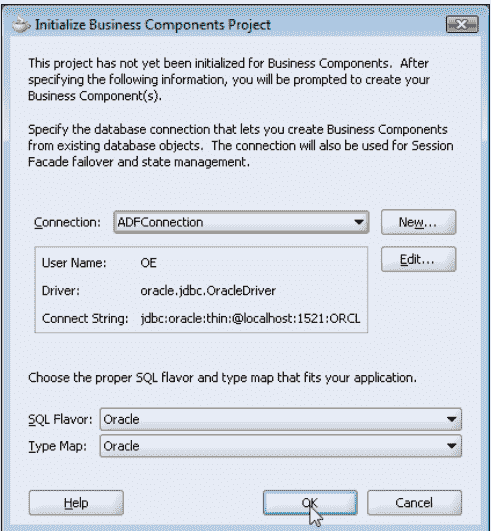 Initialize Business Components Project
This project has not yet been initialized for Business Components. After
specifying the following information, you will be prompted to create your
Business Component(s).
Specify the database connection that lets you create Business Components
from existing database objects. The connection will also be used for Session
Facade failover and state management.
Connection: ADFConnection New...
Edit...
User Name: OE
Driver: oracle.jdbc.OracleDriver
Connect String: jdbc:oracle:thin:@localhost:1521:ORCL
Choose the proper SQL flavor and type map that fits your application.
SQL Flavor: Oracle
Type Map: Oracle
Help OK Cancel